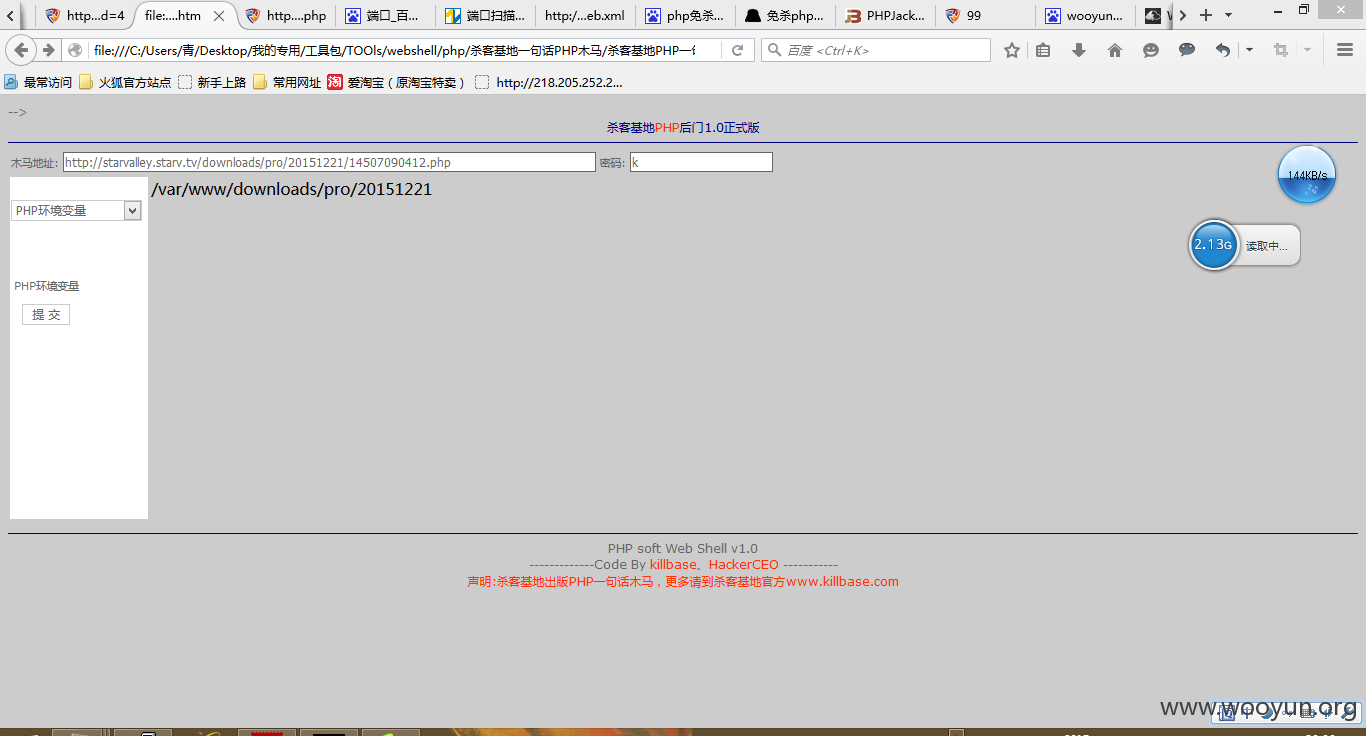 http...d=4
file:....htm
http....php
端口_百...
端口扫描...
http:/...eb.xml
php免杀...
免杀php...
PHPJack...
99
wooyun...
file:///C:/Users/青/Desktop/我的专用/工具包/TOOls/webshell/php/杀客基地一句话PHP木马/杀客基地PHP一句
百度 <Ctrl+K>
最常访问
火狐官方站点
新手上路
常用网址
爱淘宝（原淘宝特卖）
http://218.205.252.2...
-->
杀客基地PHP后门1.0正式版
木马地址: http://starvalley.starv.tv/downloads/pro/20151221/14507090412.php 密码: k
144KB/s
/var/www/downloads/pro/20151221
PHP环境变量
2.13G 读取中...
PHP环境变量
提 交
PHP soft Web Shell v1.0
-------------Code By killbase、HackerCEO -----------
声明:杀客基地出版PHP一句话木马，更多请到杀客基地官方www.killbase.com
www.wooyun.org